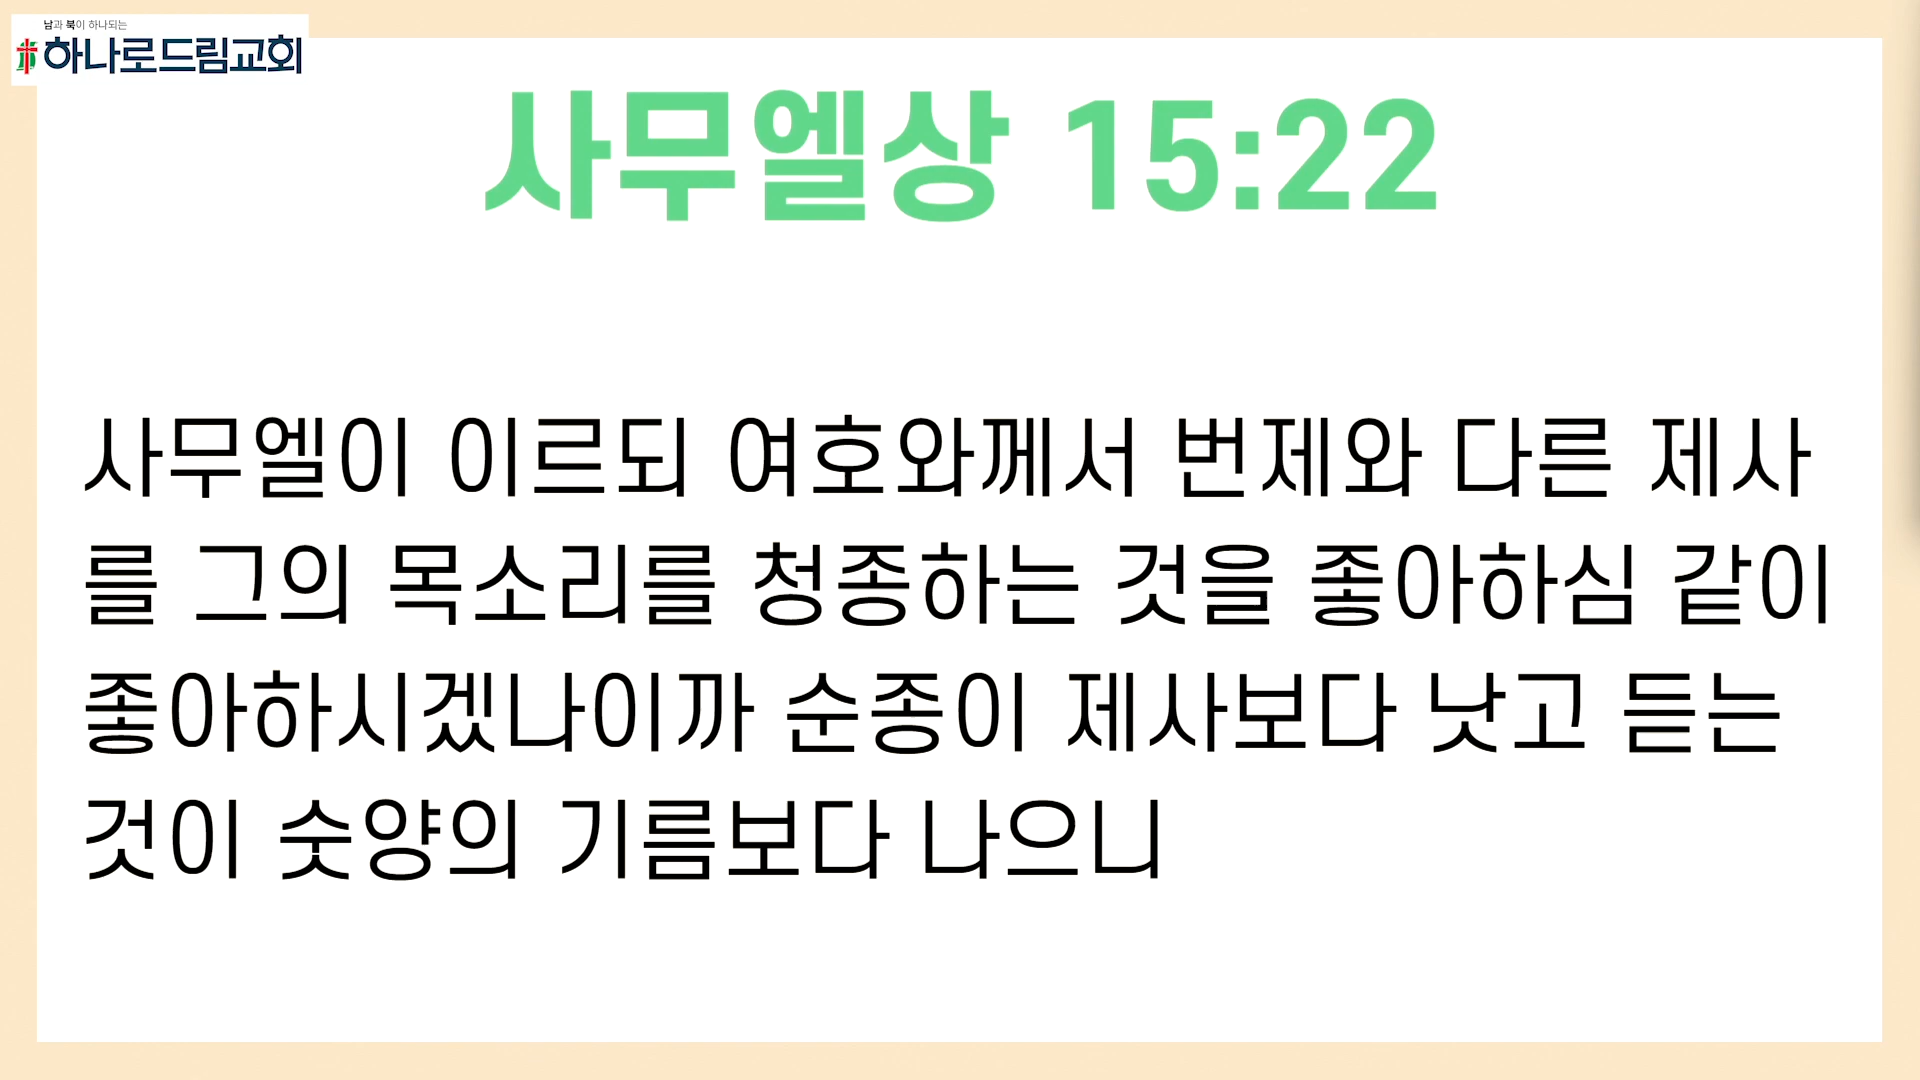 남과 북이 하나되는
하나로드림교회
사무엘상 15:22
사무엘이 이르되 여호와께서 번제와 다른 제사
를 그의 목소리를 청종하는 것을 좋아하심 같이
좋아하시겠나이까 순종이 제사보다 낫고 듣는
것이 숫양의 기름보다 나으니